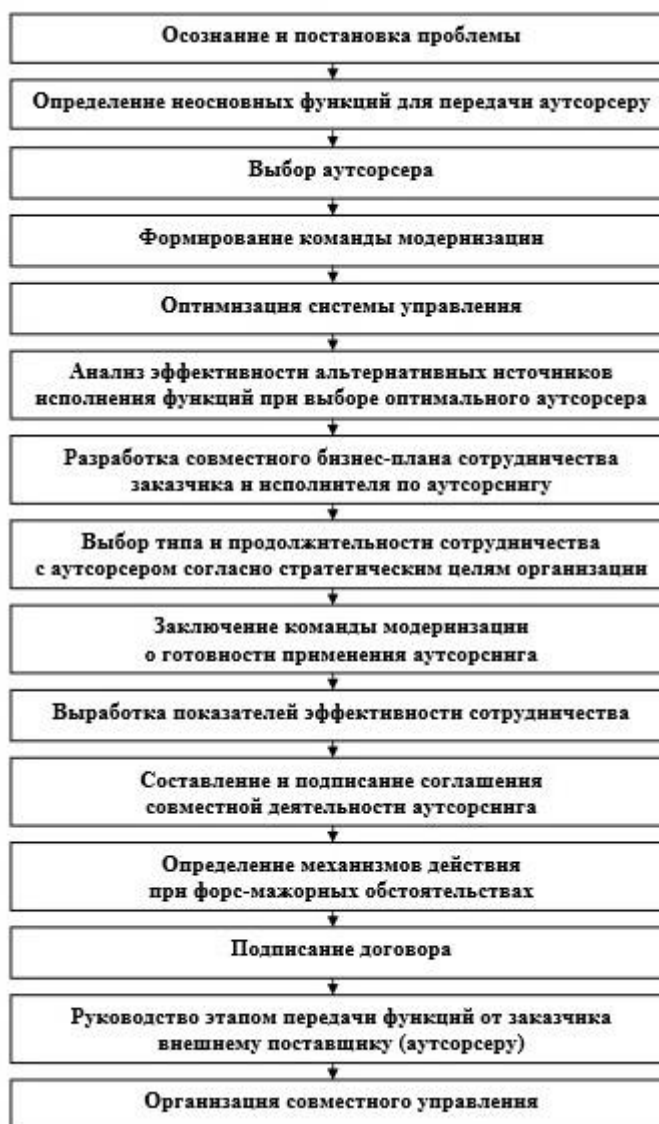 Осознание и постановка проблемы
Определение неосновных функций для передачи аутсорсеру
Выбор аутсорсера
Формирование команды модернизации
Оптимизация системы управления
Анализ эффективности альтернативных источников
исполнения функций при выборе оптимального аутсорсера
Разработка совместного бизнес-плана сотрудничества
заказчика и исполнителя по аутсорсингу
Выбор типа и продолжительности сотрудничества
с аутсорсером согласно стратегическим целям организации
Заключение команды модернизации
о готовности применения аутсорсинга
Выработка показателей эффективности сотрудничества
Составление и подписание соглашения
совместной деятельности аутсорсинга
Определение механизмов действия
при форс-мажорных обстоятельствах
Подписание договора
Руководство этапом передачи функций от заказчика
внешнему поставщику (аутсорсеру)
Организация совместного управления